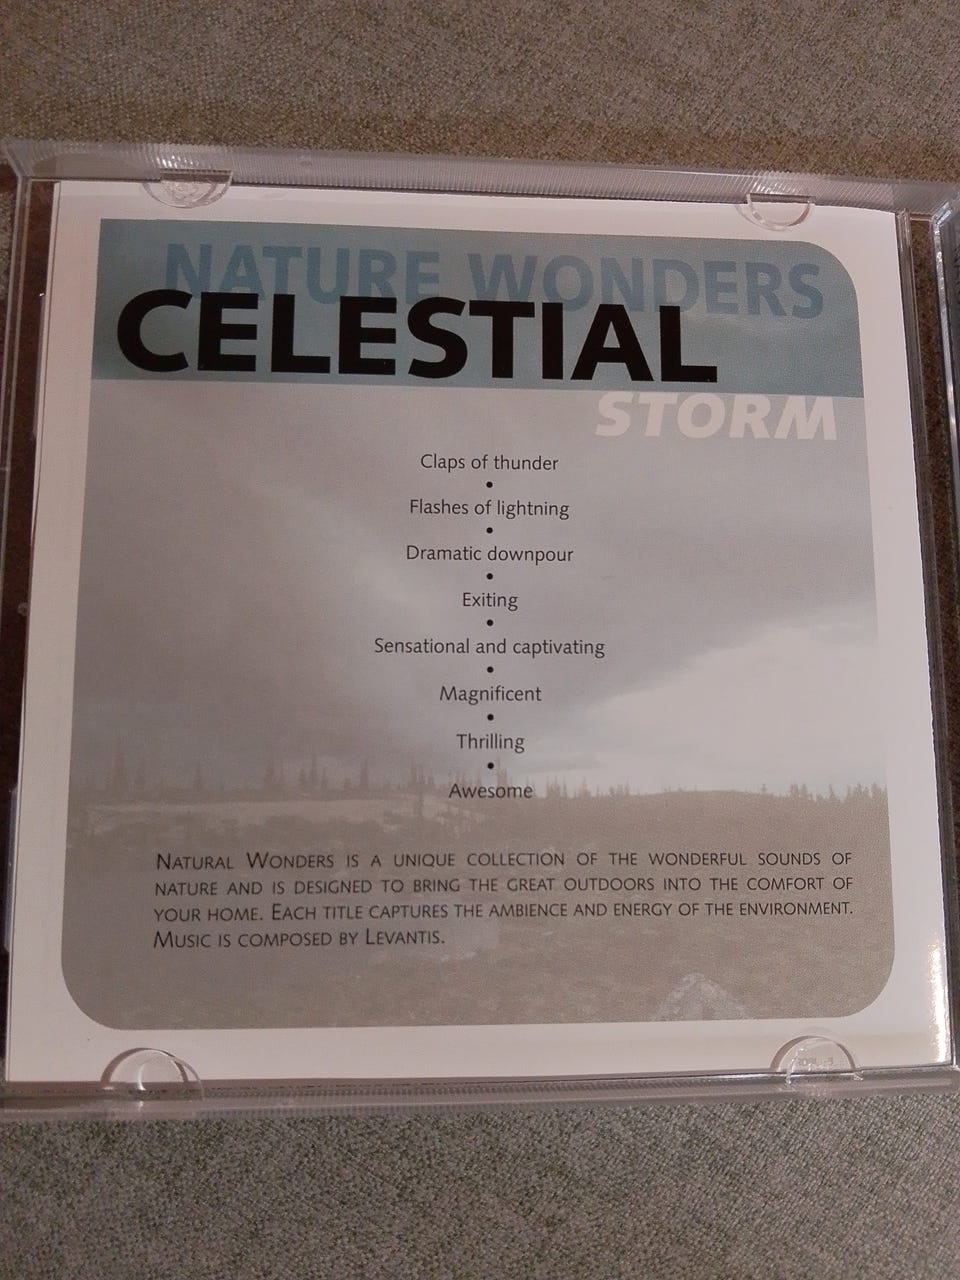 NATURE WONDERS
CELESTIAL
STORM
Claps of thunder
•
Flashes of lightning
•
Dramatic downpour
•
Exiting
•
Sensational and captivating
•
Magnificent
•
Thrilling
•
Awesome
NATURAL WONDERS IS A UNIQUE COLLECTION OF THE WONDERFUL SOUNDS OF
NATURE AND IS DESIGNED TO BRING THE GREAT OUTDOORS INTO THE COMFORT OF
YOUR HOME. EACH TITLE CAPTURES THE AMBIENCE AND ENERGY OF THE ENVIRONMENT.
MUSIC IS COMPOSED BY LEVANTIS.